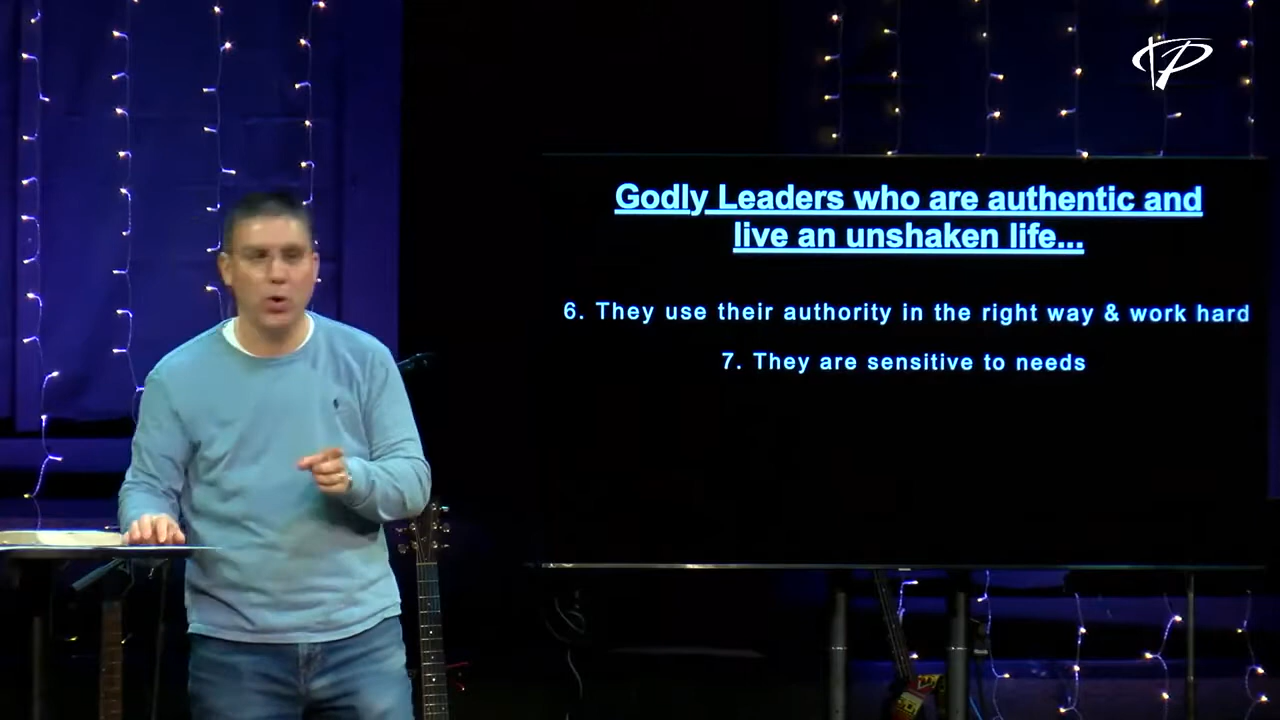 Godly Leaders who are authentic and
live an unshaken life...
6. They use their authority in the right way & work hard
7. They are sensitive to needs